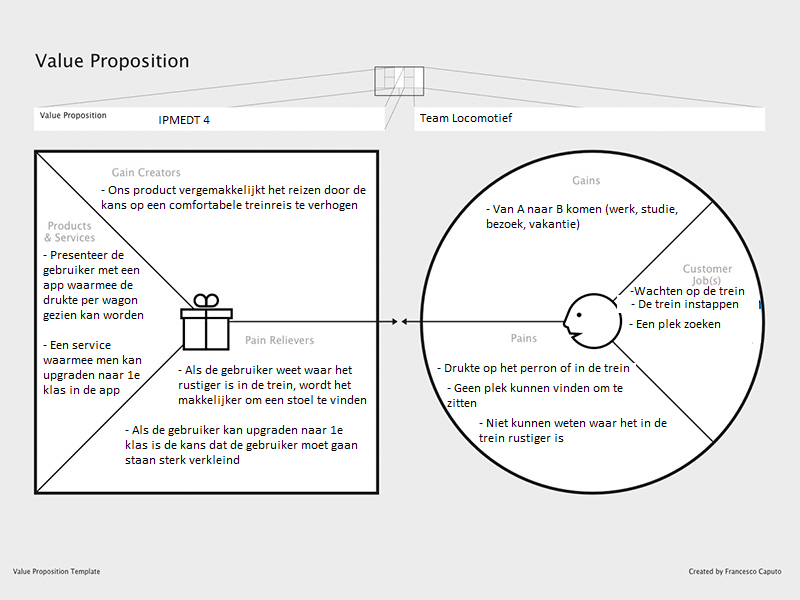 Value Proposition
Value Proposition
IPMEDT 4
Team Locomotief
Gain Creators
- Ons product vergemakkelijkt het reizen door de
kans op een comfortabele treinreis te verhogen
Products
& Services
- Presenteer de
gebruiker met een
app waarmee de
drukte per wagon
gezien kan worden
- Een service
waarmee men kan
upgraden naar 1e
klas in de app
Pain Relievers
- Als de gebruiker weet waar het
rustiger is in de trein, wordt het
makkelijker om een stoel te vinden
- Als de gebruiker kan upgraden naar 1e
klas is de kans dat de gebruiker moet gaan
staan sterk verkleind
Gains
- Van A naar B komen (werk, studie,
bezoek, vakantie)
Customer
Job(s)
-Wachten op de trein
- De trein instappen
- Een plek zoeken
Pains
- Drukte op het perron of in de trein
- Geen plek kunnen vinden om te
zitten
- Niet kunnen weten waar het in de
trein rustiger is
Value Proposition Template
Created by Francesco Caputo